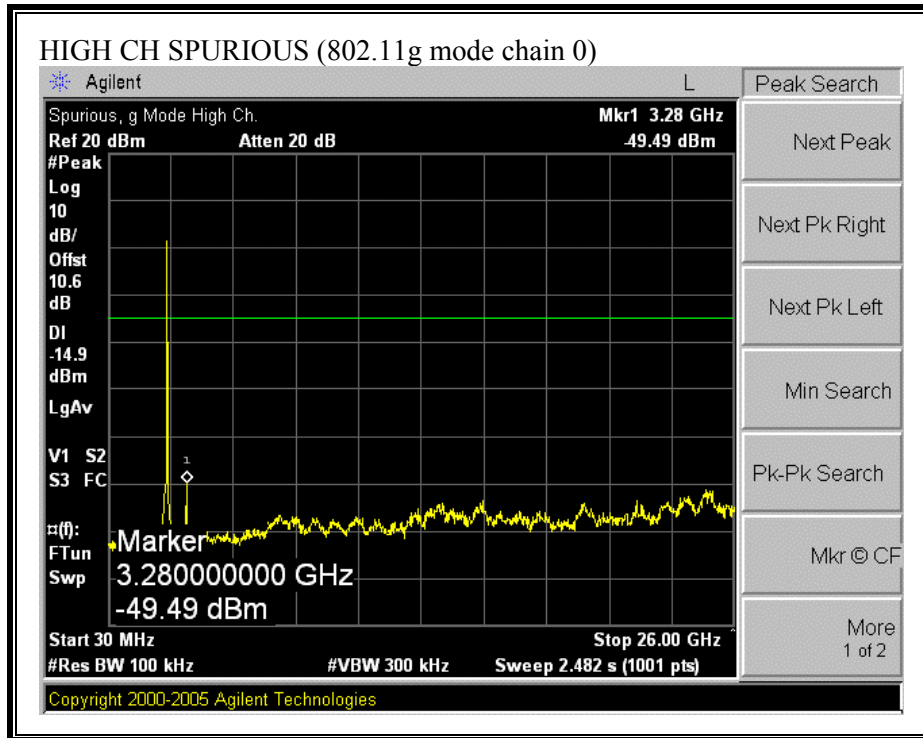 HIGH CH SPURIOUS (802.11g mode chain 0)
Agilent L Peak Search
Spurious, g Mode High Ch. Mkr1 3.28 GHz
Ref 20 dBm Atten 20 dB -49.49 dBm
#Peak
Log
10
dB/
Offst
10.6
dB
DI
-14.9
dBm
LgAv
V1 S2
S3 FC
¤(f):
FTun
Swp
1
Marker
3.280000000 GHz
-49.49 dBm
Start 30 MHz Stop 26.00 GHz
#Res BW 100 kHz #VBW 300 kHz Sweep 2.482 s (1001 pts)
Copyright 2000-2005 Agilent Technologies
Next Peak
Next Pk Right
Next Pk Left
Min Search
Pk-Pk Search
Mkr © CF
More
1 of 2